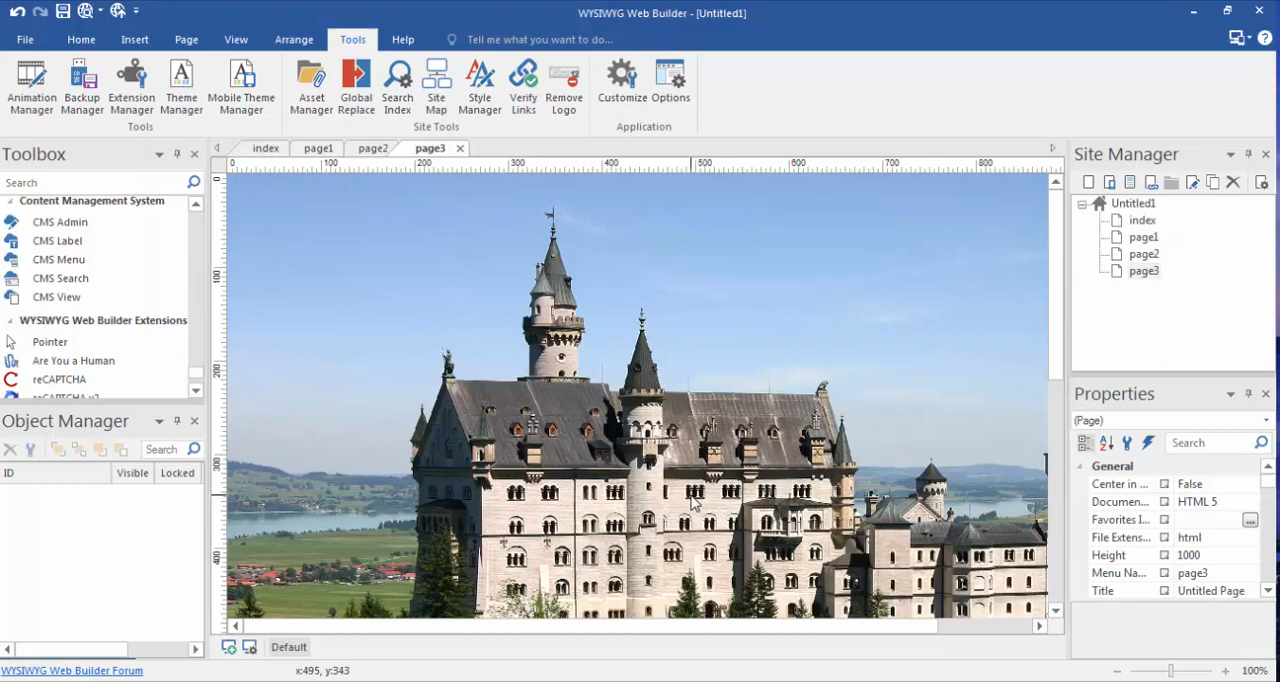 WYSIWYG Web Builder - [Untitled1]
File Home Insert Page View Arrange Tools Help Tell me what you want to do...
Animation Manager
Backup Manager
Extension Manager
Theme Manager
Mobile Theme Manager
Asset Manager
Global Replace
Search Index
Site Map
Style Manager
Verify Links
Remove Logo
Customize
Options
Tools
Site Tools
Application
Toolbox
Search
Content Management System
CMS Admin
CMS Label
CMS Menu
CMS Search
CMS View
WYSIWYG Web Builder Extensions
Pointer
Are You a Human
reCAPTCHA
Object Manager
Search
ID Visible Locked
WYSIWYG Web Builder Forum
index page1 page2 page3
0 100 200 300 400 500 600 700 800
0
100
200
300
400
Default
x:495, y:343
Site Manager
Untitled1
index
page1
page2
page3
Properties
(Page)
Search
General
Center in ... False
Documen... HTML 5
Favorites I...
File Exten... html
Height 1000
Menu Na... page3
Title Untitled Page
100%